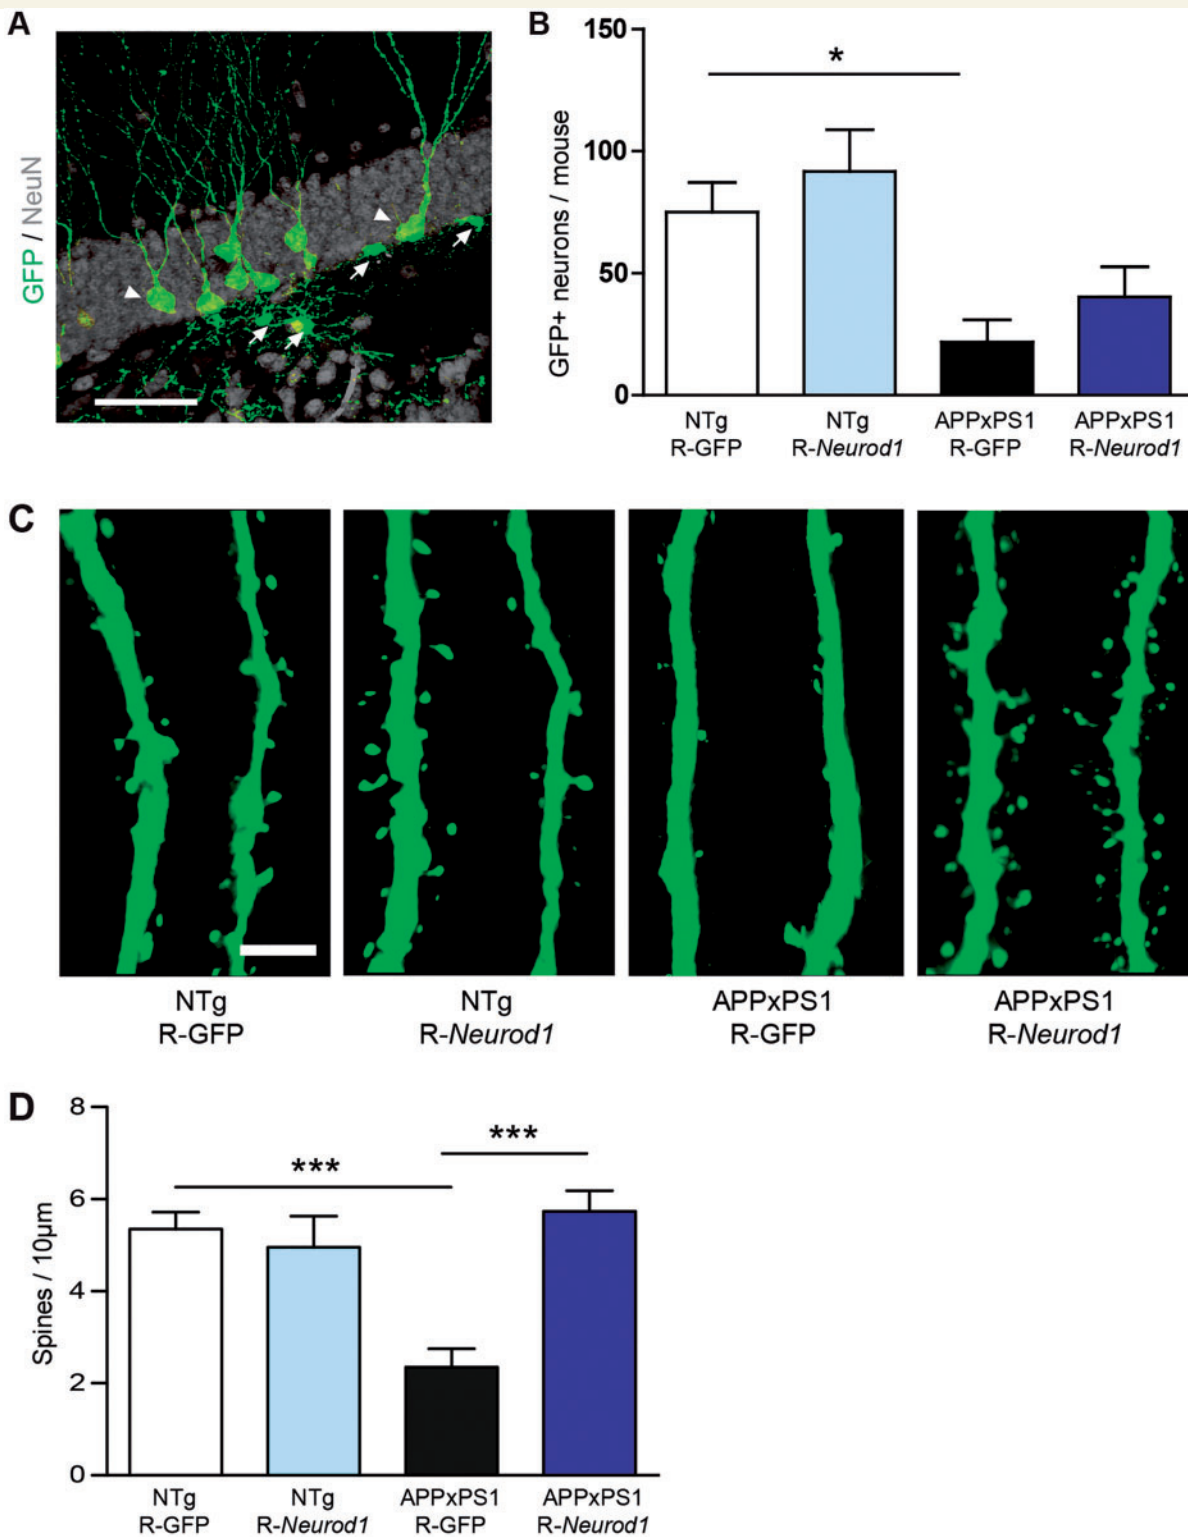 A
GFP / NeuN
B
GFP+ neurons / mouse
150
100
50
0
*
NTg
R-GFP
NTg
R-Neurod1
APPxPS1
R-GFP
APPxPS1
R-Neurod1
C
NTg
R-GFP
NTg
R-Neurod1
APPxPS1
R-GFP
APPxPS1
R-Neurod1
D
Spines / 10µm
8
6
4
2
0
***
***
NTg
R-GFP
NTg
R-Neurod1
APPxPS1
R-GFP
APPxPS1
R-Neurod1